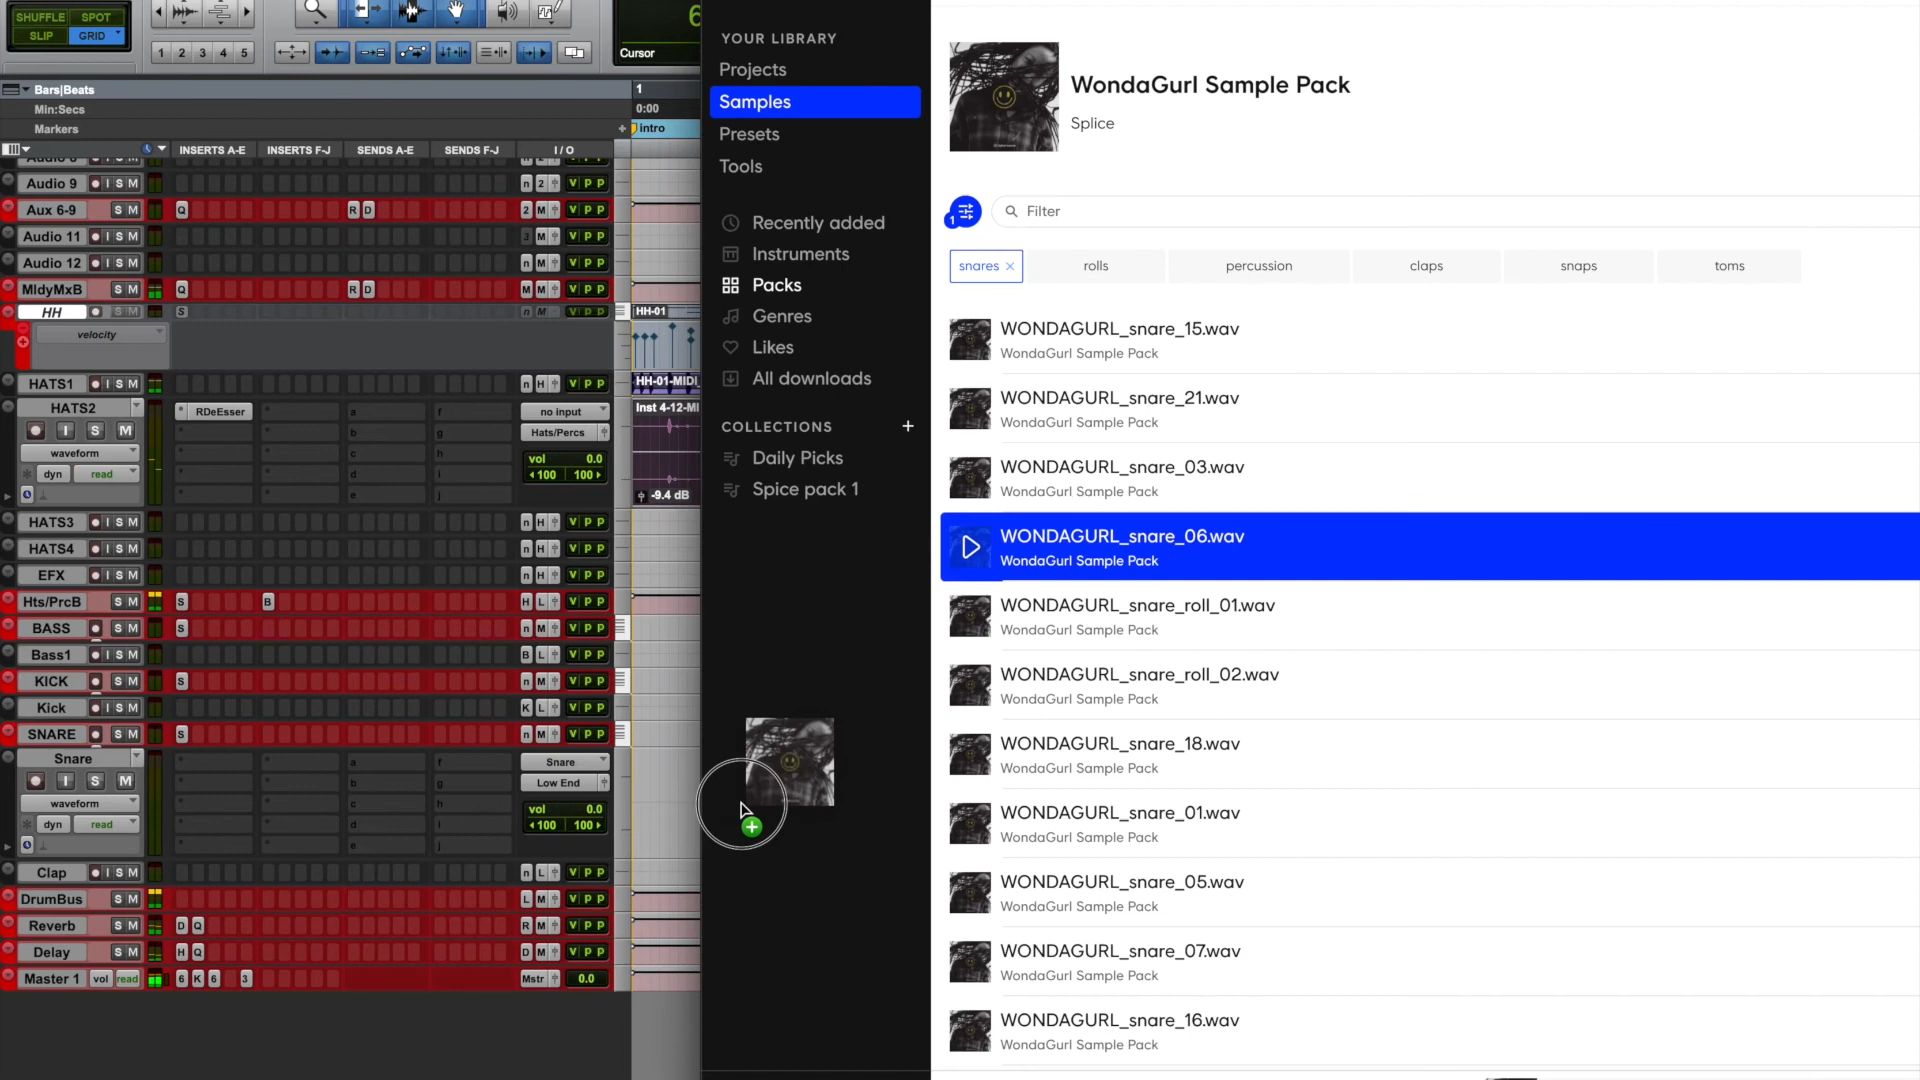 SHUFFLE SPOT
SLIP GRID
1 2 3 4 5
Cursor
Bars|Beats 1
Min:Secs 0:00
Markers intro
INSERTS A-E INSERTS F-J SENDS A-E SENDS F-J I / O
Audio 9 I S M n 2 V P P
Aux 6-9 S M Q R D 2 M V P P
Audio 11 I S M 3 M V P P
Audio 12 I S M n M V P P
MldyMxB S M Q R D M M V P P
HH S M S n M V P P HH-01
velocity
HATS1 I S M n H V P P HH-01-MIDI
HATS2 RDeEsser a f no input Inst 4-12-MI
I S M b g Hats/Percs
waveform c h vol 0.0
dyn read d i 100 100
e j -9.4 dB
HATS3 I S M n H V P P
HATS4 I S M n H V P P
EFX I S M n H V P P
Hts/PrcB S M S B H L V P P
BASS S M S n M V P P
Bass1 I S M B L V P P
KICK S M S n M V P P
Kick I S M K L V P P
SNARE S M S n M V P P
Snare a f Snare
I S M b g Low End
waveform c h vol 0.0
dyn read d i 100 100
e j
Clap I S M n L V P P
DrumBus S M L M V P P
Reverb S M D Q R M V P P
Delay S M H Q D M V P P
Master 1 vol read 6 K 6 3 Mstr 0.0
YOUR LIBRARY
Projects
Samples
Presets
Tools
Recently added
Instruments
Packs
Genres
Likes
All downloads
COLLECTIONS +
Daily Picks
Spice pack 1
WondaGurl Sample Pack
Splice
1
Filter
snares rolls percussion claps snaps toms
WONDAGURL_snare_15.wav
WondaGurl Sample Pack
WONDAGURL_snare_21.wav
WondaGurl Sample Pack
WONDAGURL_snare_03.wav
WondaGurl Sample Pack
WONDAGURL_snare_06.wav
WondaGurl Sample Pack
WONDAGURL_snare_roll_01.wav
WondaGurl Sample Pack
WONDAGURL_snare_roll_02.wav
WondaGurl Sample Pack
WONDAGURL_snare_18.wav
WondaGurl Sample Pack
WONDAGURL_snare_01.wav
WondaGurl Sample Pack
WONDAGURL_snare_05.wav
WondaGurl Sample Pack
WONDAGURL_snare_07.wav
WondaGurl Sample Pack
WONDAGURL_snare_16.wav
WondaGurl Sample Pack